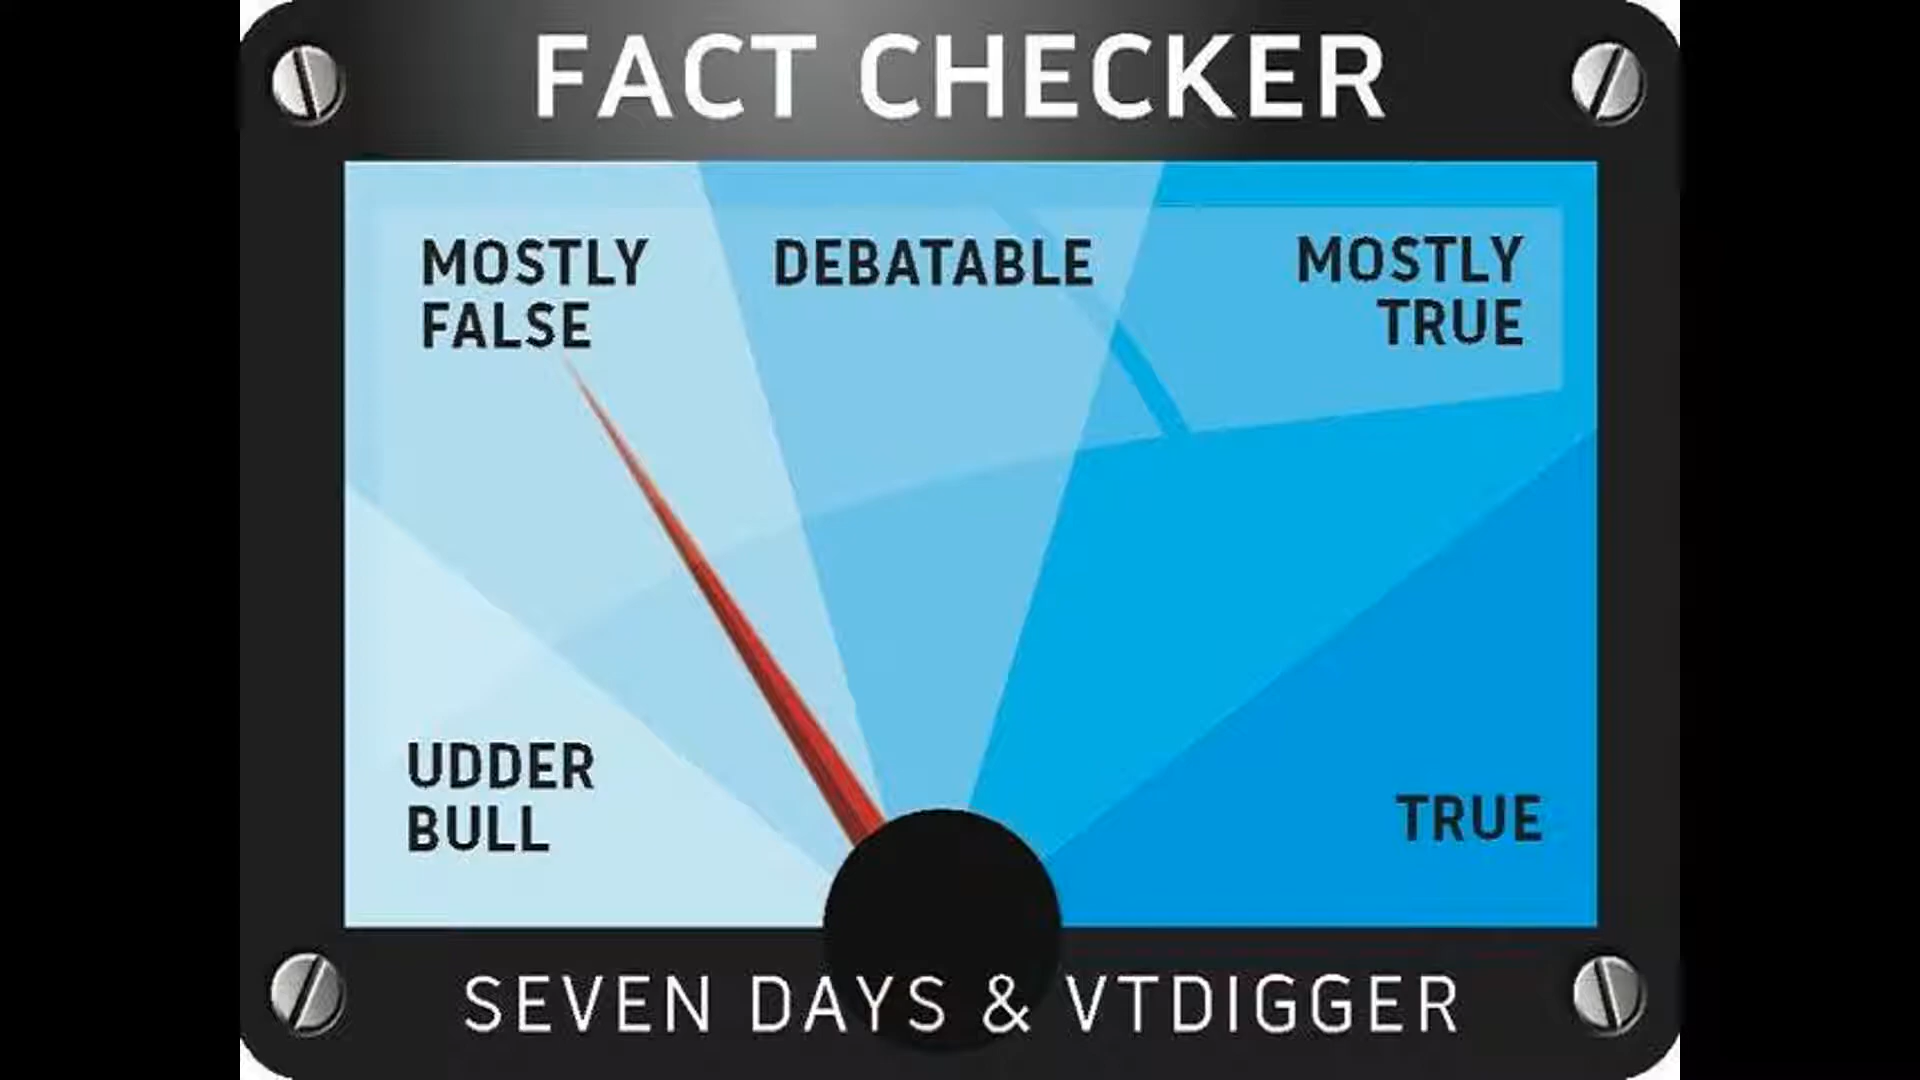 FACT CHECKER
MOSTLY
FALSE
DEBATABLE
MOSTLY
TRUE
UDDER
BULL
TRUE
SEVEN DAYS & VTDIGGER